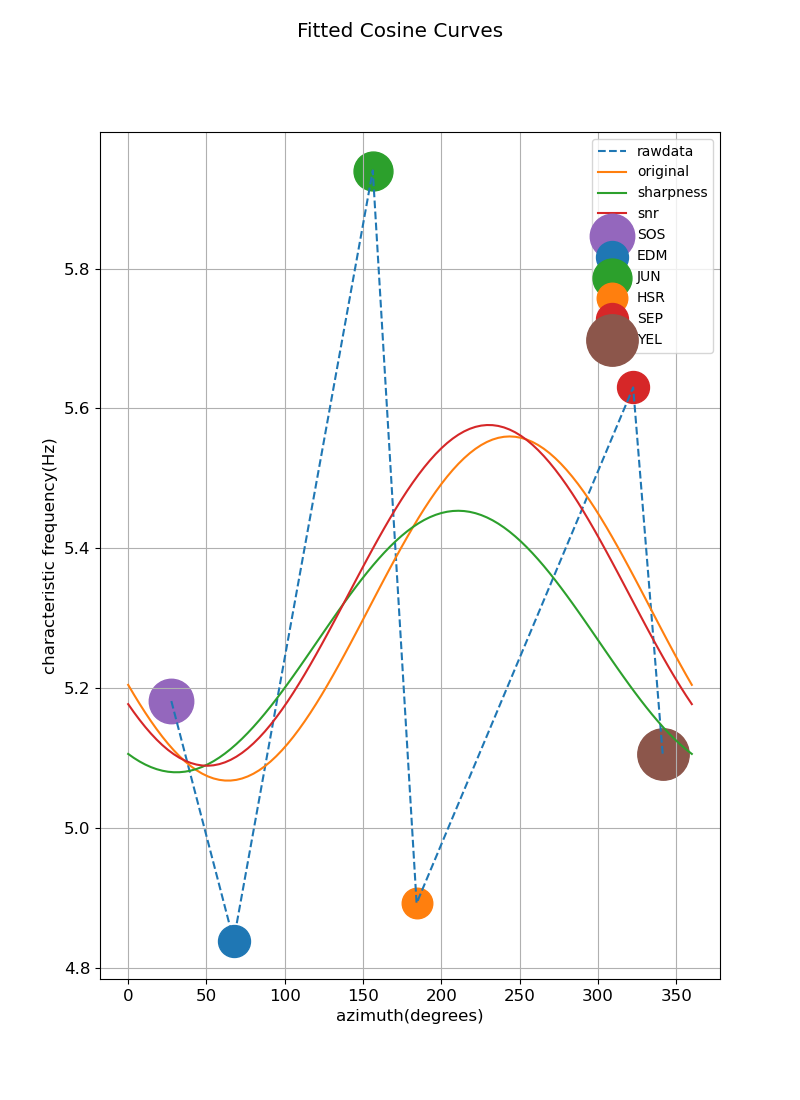 Fitted Cosine Curves
rawdata
original
sharpness
snr
SOS
EDM
JUN
HSR
SEP
YEL
characteristic frequency(Hz)
5.8
5.6
5.4
5.2
5.0
4.8
0 50 100 150 200 250 300 350
azimuth(degrees)